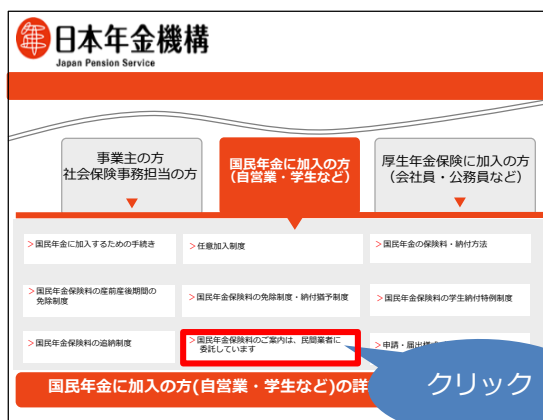 日本年金機構
Japan Pension Service
事業主の方
社会保険事務担当の方
国民年金に加入の方
(自営業・学生など)
厚生年金保険に加入の方
(会社員・公務員など)
>国民年金に加入するための手続き
>任意加入制度
>国民年金の保険料・納付方法
>国民年金保険料の産前産後期間の
免除制度
>国民年金保険料の免除制度・納付猶予制度
>国民年金保険料の学生納付特例制度
>国民年金保険料の追納制度
>国民年金保険料のご案内は、民間業者に
委託しています
>申請・届出様
国民年金に加入の方(自営業・学生など)の詳
クリック